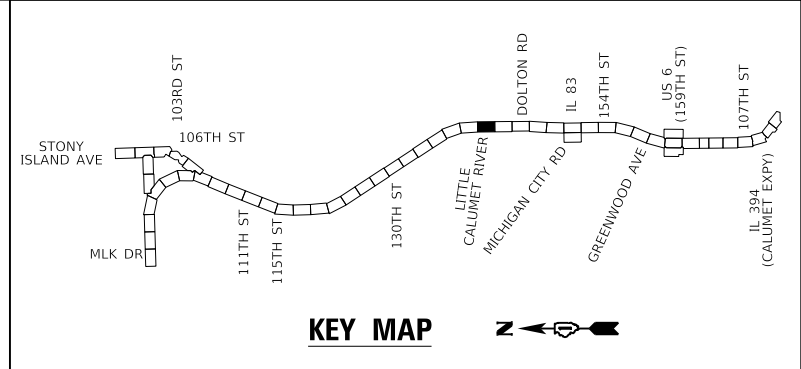 103RD ST
106TH ST
STONY
ISLAND AVE
MLK DR
111TH ST
115TH ST
130TH ST
LITTLE
CALUMET RIVER
DOLTON RD
MICHIGAN CITY RD
IL 83
154TH ST
GREENWOOD AVE
US 6
(159TH ST)
107TH ST
IL 394
(CALUMET EXPY)
KEY MAP
N